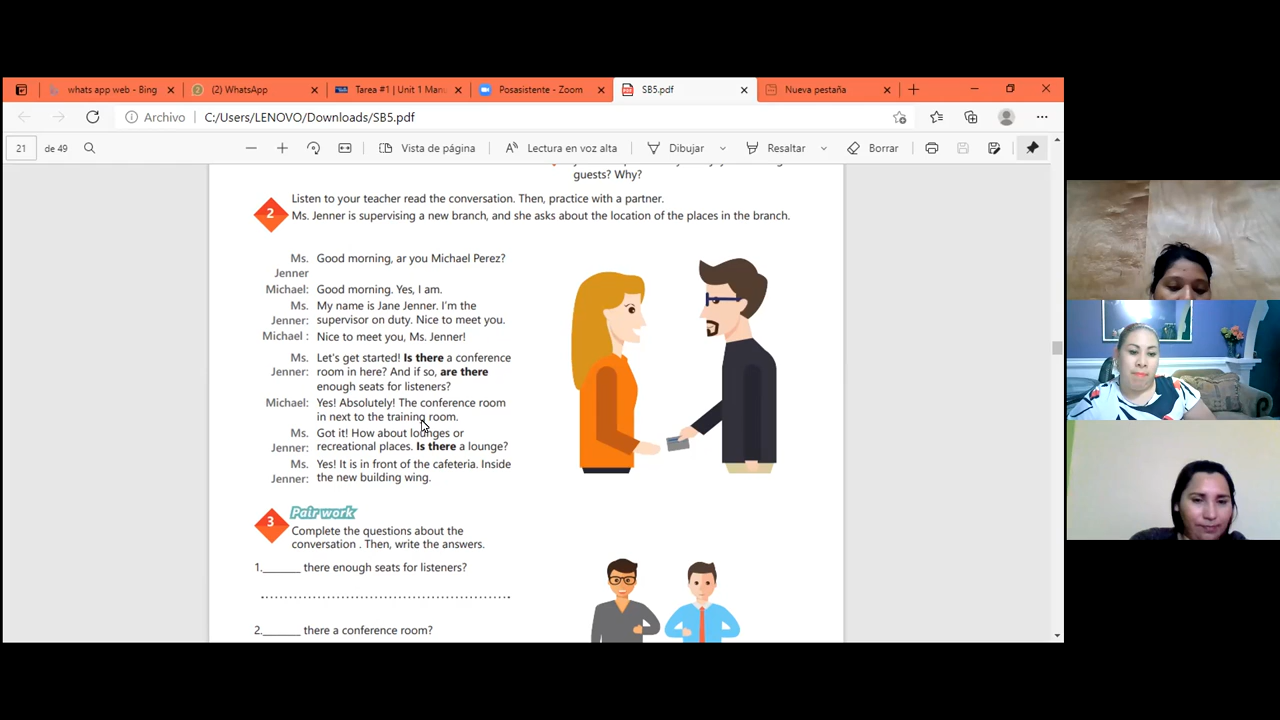 whats app web - Bing
(2) WhatsApp
Tarea #1 | Unit 1 Man
Posasistente - Zoom
SB5.pdf
Nueva pestaña
Archivo
C:/Users/LENOVO/Downloads/SB5.pdf
21
de 49
Vista de página
Lectura en voz alta
Dibujar
Resaltar
Borrar
guests? Why?
2
Listen to your teacher read the conversation. Then, practice with a partner.
Ms. Jenner is supervising a new branch, and she asks about the location of the places in the branch.
Ms. Good morning, ar you Michael Perez?
Jenner
Michael: Good morning. Yes, I am.
Ms. My name is Jane Jenner. I'm the
Jenner: supervisor on duty. Nice to meet you.
Michael : Nice to meet you, Ms. Jenner!
Ms. Let's get started! Is there a conference
Jenner: room in here? And if so, are there
enough seats for listeners?
Michael: Yes! Absolutely! The conference room
in next to the training room.
Ms. Got it! How about lounges or
Jenner: recreational places. Is there a lounge?
Ms. Yes! It is in front of the cafeteria. Inside
Jenner: the new building wing.
3
Pair work
Complete the questions about the
conversation . Then, write the answers.
1.______ there enough seats for listeners?
2.______ there a conference room?